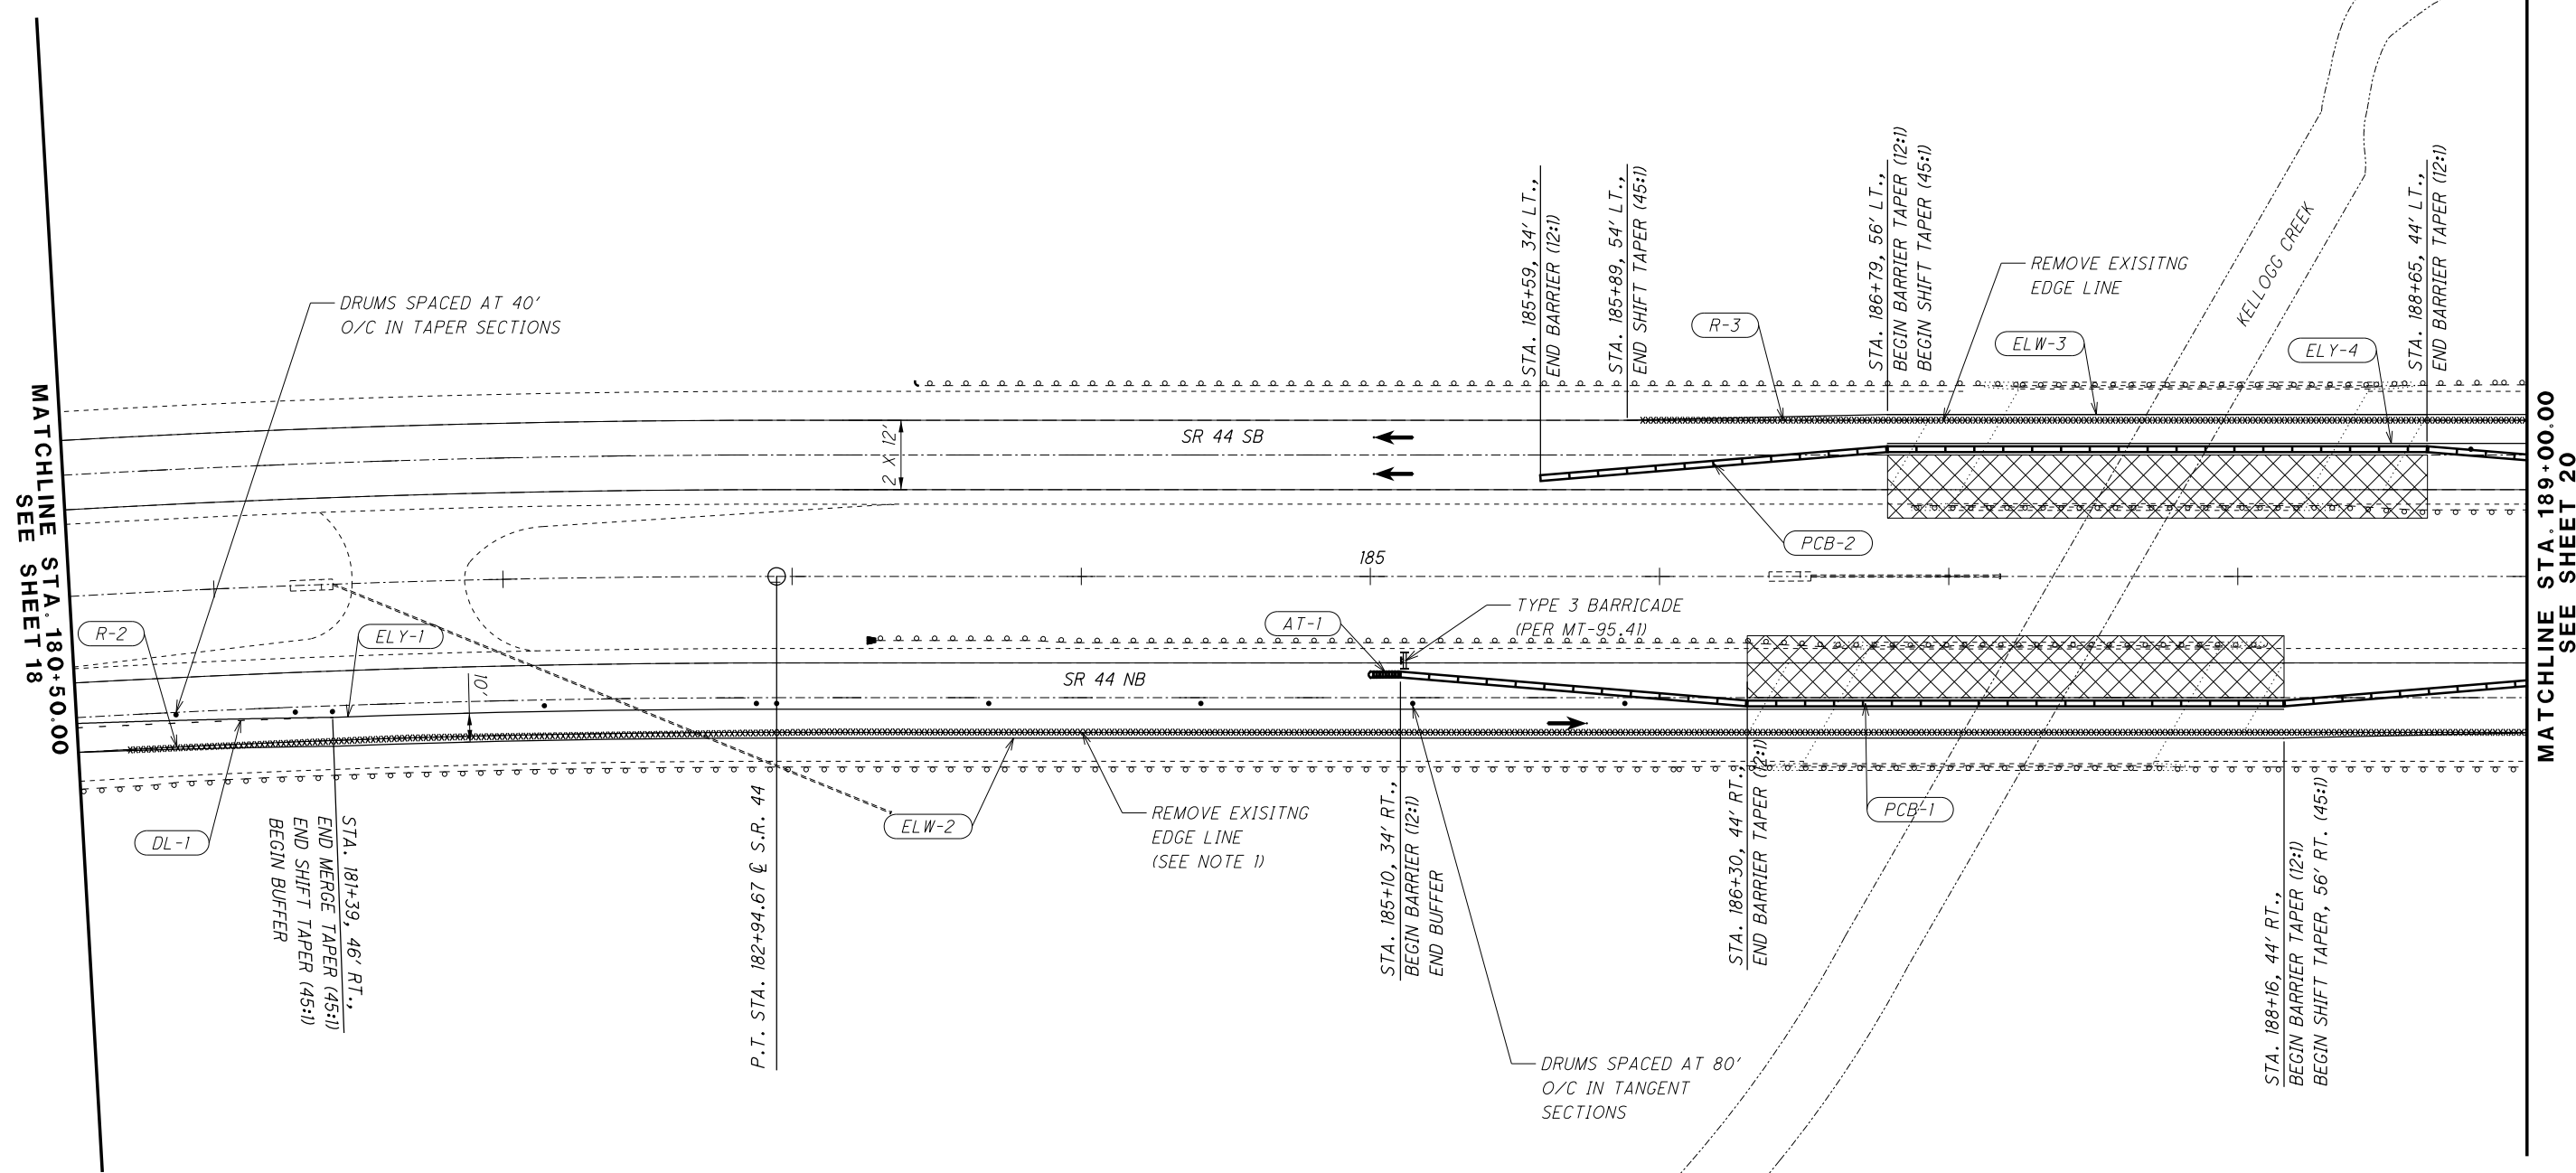 MATCHLINE STA. 180+50.00
SEE SHEET 18
DRUMS SPACED AT 40'
O/C IN TAPER SECTIONS
2 X 12'
SR 44 SB
STA. 185+59, 34' LT.,
END BARRIER (12:1)
STA. 185+89, 54' LT.,
END SHIFT TAPER (45:1)
R-3
STA. 186+79, 56' LT.,
BEGIN BARRIER TAPER (12:1)
BEGIN SHIFT TAPER (45:1)
REMOVE EXISITNG
EDGE LINE
ELW-3
KELLOGG CREEK
ELY-4
STA. 188+65, 44' LT.,
END BARRIER TAPER (12:1)
PCB-2
185
R-2
ELY-1
AT-1
TYPE 3 BARRICADE
(PER MT-95.41)
SR 44 NB
10'
DL-1
STA. 181+39, 46' RT.,
END MERGE TAPER (45:1)
END SHIFT TAPER (45:1)
BEGIN BUFFER
P.T. STA. 182+94.67 ℄ S.R. 44
ELW-2
REMOVE EXISITNG
EDGE LINE
(SEE NOTE 1)
STA. 185+10, 34' RT.,
BEGIN BARRIER (12:1)
END BUFFER
DRUMS SPACED AT 80'
O/C IN TANGENT
SECTIONS
STA. 186+30, 44' RT.,
END BARRIER TAPER (12:1)
PCB-1
STA. 188+16, 44' RT.,
BEGIN BARRIER TAPER (12:1)
BEGIN SHIFT TAPER, 56' RT. (45:1)
MATCHLINE STA. 189+00.00
SEE SHEET 20